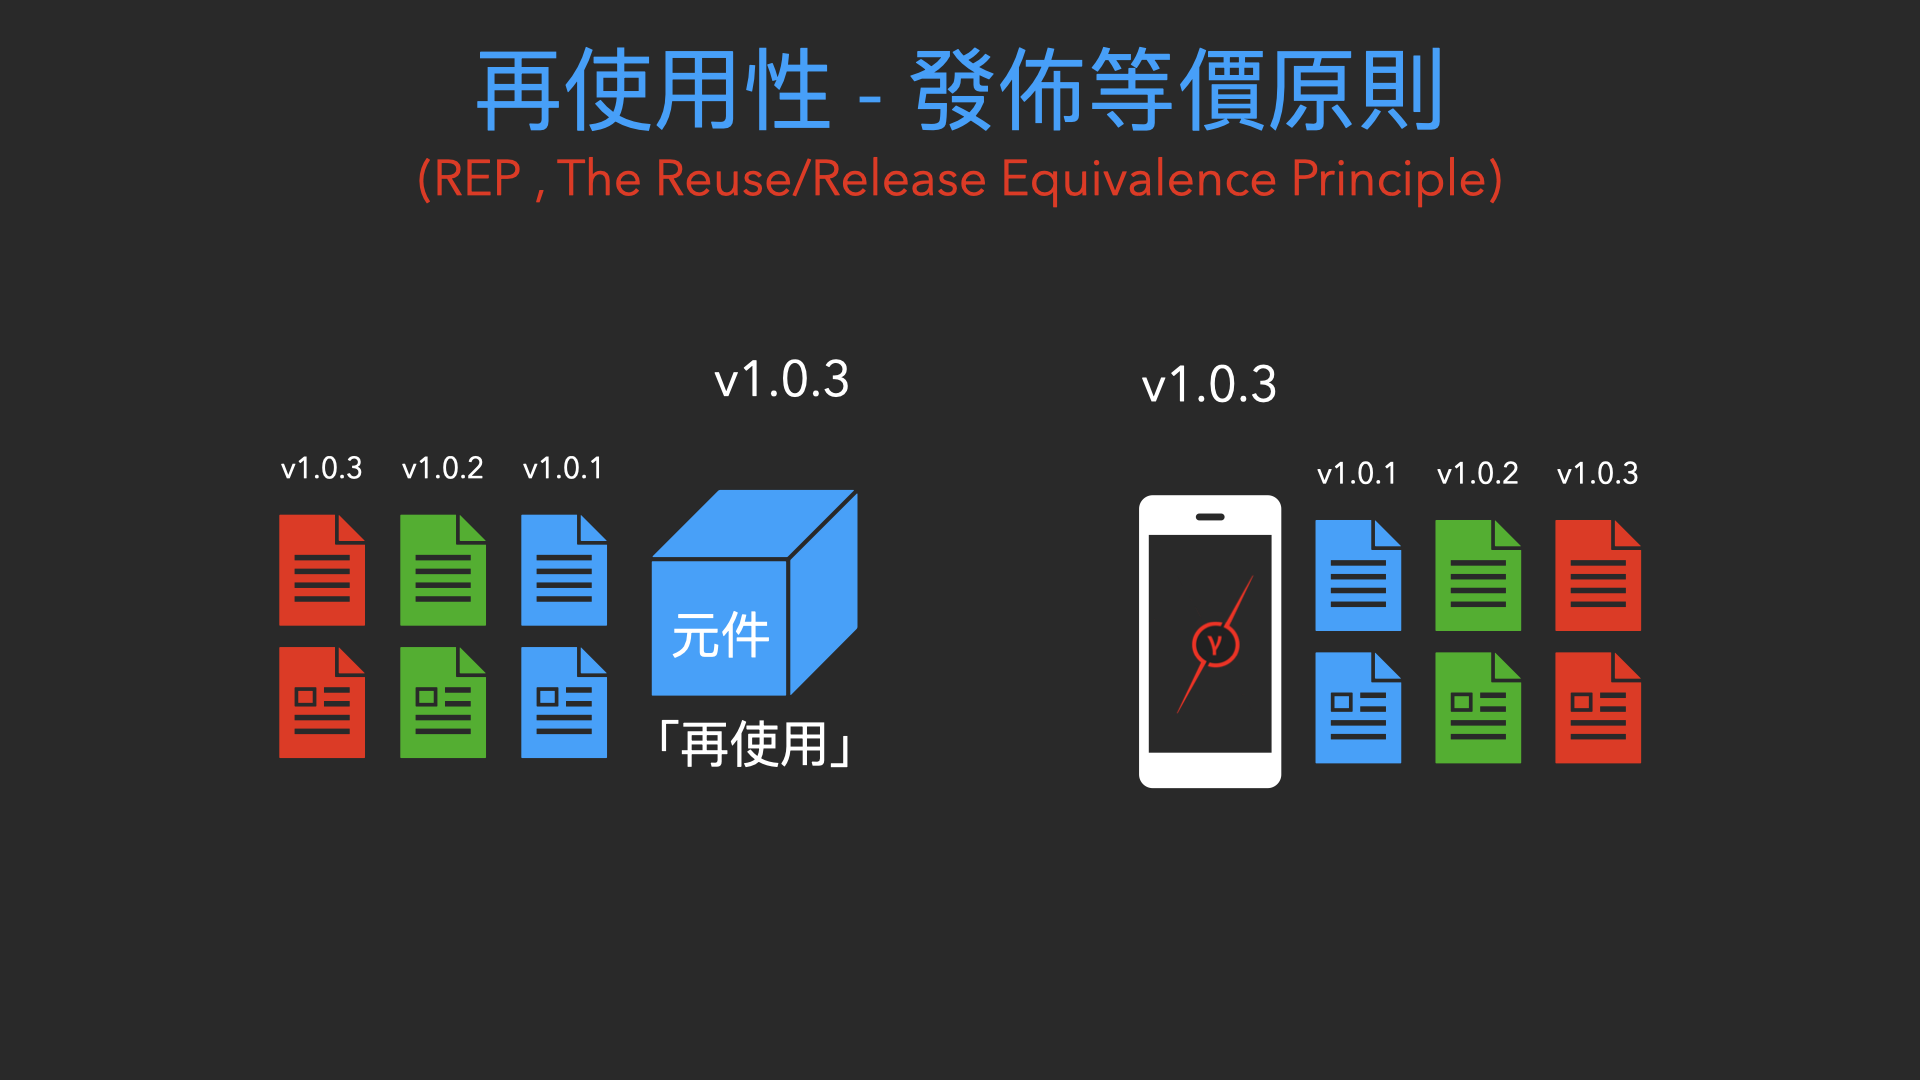 再使用性 - 發佈等價原則
(REP , The Reuse/Release Equivalence Principle)
v1.0.3
v1.0.3 v1.0.2 v1.0.1
元件
「再使用」
v1.0.3
v1.0.1 v1.0.2 v1.0.3
γ